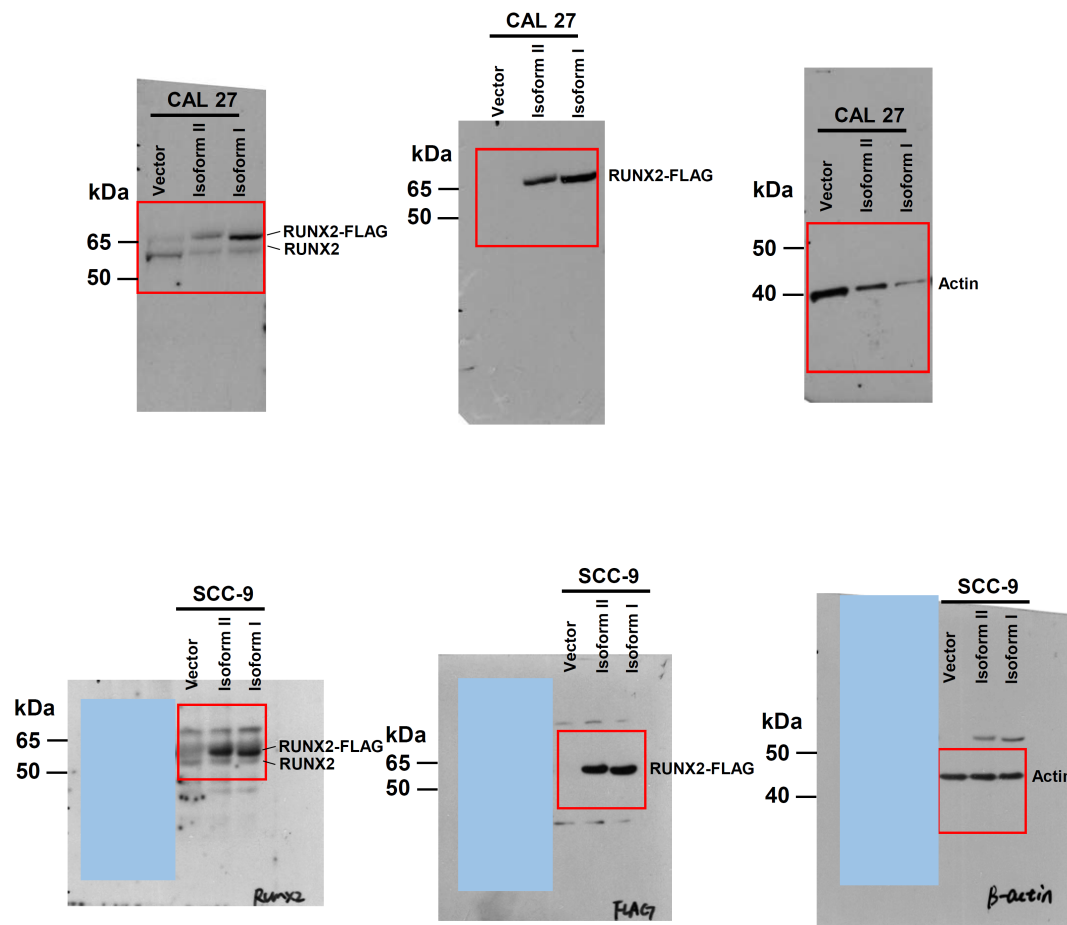 CAL 27
Vector
Isoform II
Isoform I
kDa
65
50
RUNX2-FLAG
RUNX2
CAL 27
Vector
Isoform II
Isoform I
kDa
65
50
RUNX2-FLAG
CAL 27
Vector
Isoform II
Isoform I
kDa
50
40
Actin
SCC-9
Vector
Isoform II
Isoform I
kDa
65
50
RUNX2-FLAG
RUNX2
Runx2
SCC-9
Vector
Isoform II
Isoform I
kDa
65
50
RUNX2-FLAG
FLAG
SCC-9
Vector
Isoform II
Isoform I
kDa
50
40
Actin
β-actin